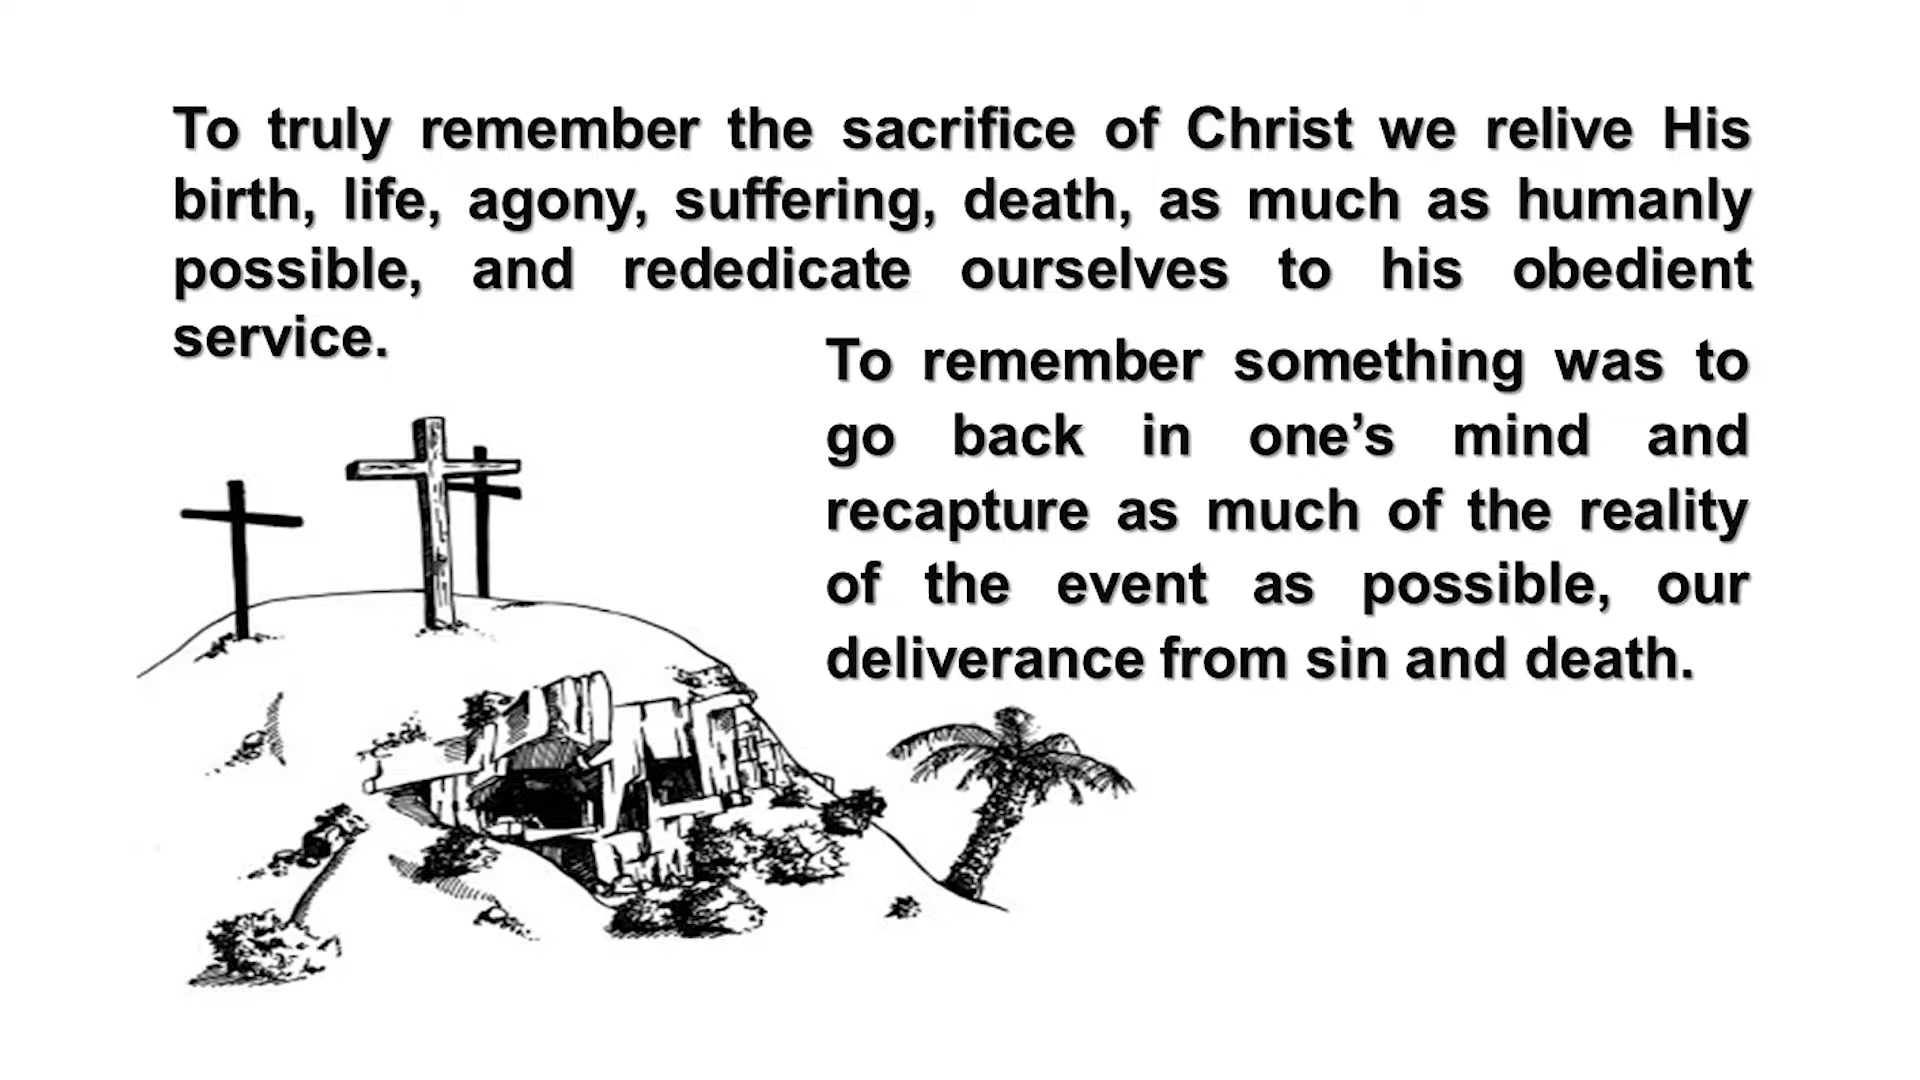 To truly remember the sacrifice of Christ we relive His
birth, life, agony, suffering, death, as much as humanly
possible, and rededicate ourselves to his obedient
service.
To remember something was to
go back in one’s mind and
recapture as much of the reality
of the event as possible, our
deliverance from sin and death.